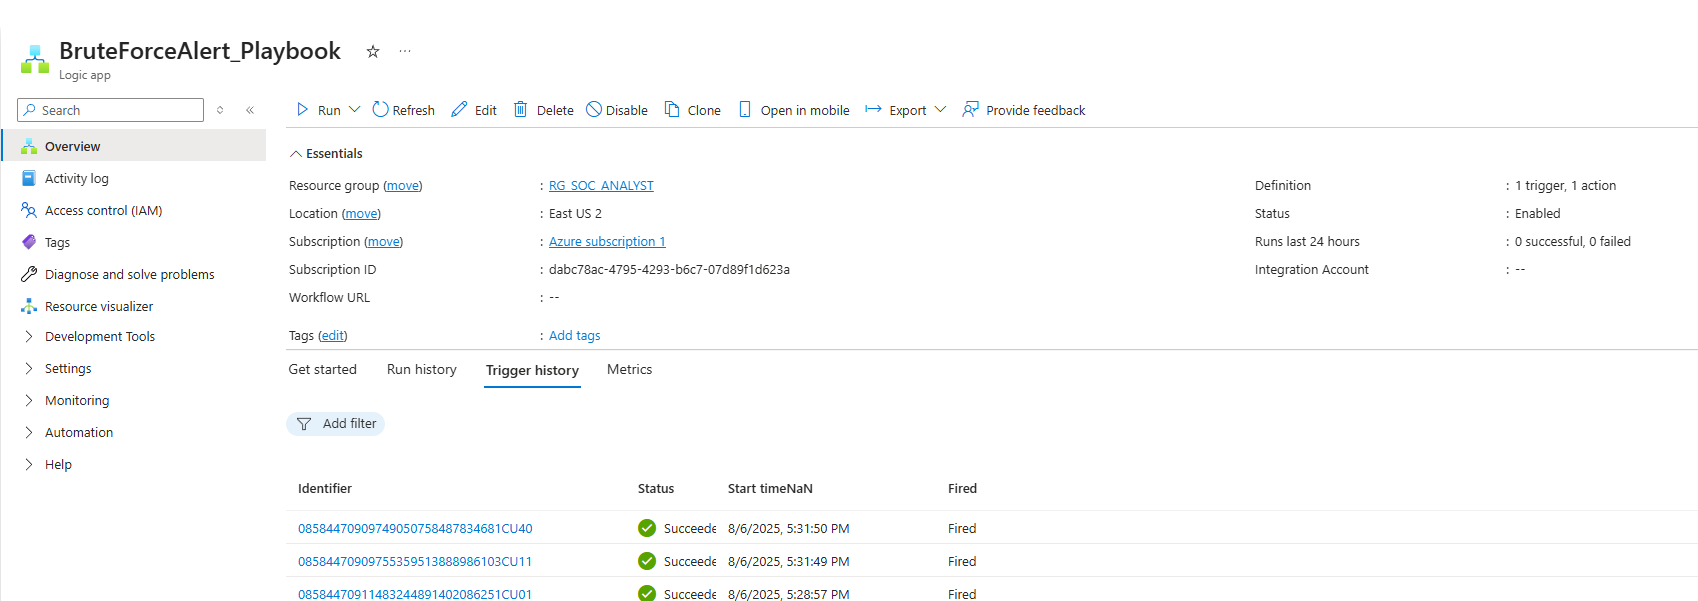 BruteForceAlert_Playbook
Logic app
Search
Run
Refresh
Edit
Delete
Disable
Clone
Open in mobile
Export
Provide feedback
Overview
Activity log
Access control (IAM)
Tags
Diagnose and solve problems
Resource visualizer
Development Tools
Settings
Monitoring
Automation
Help
Essentials
Resource group (move) : RG_SOC_ANALYST
Location (move) : East US 2
Subscription (move) : Azure subscription 1
Subscription ID : dabc78ac-4795-4293-b6c7-07d89f1d623a
Workflow URL : --
Tags (edit) : Add tags
Definition : 1 trigger, 1 action
Status : Enabled
Runs last 24 hours : 0 successful, 0 failed
Integration Account : --
Get started Run history Trigger history Metrics
Add filter
Identifier Status Start timeNaN Fired
08584470909749050758487834681CU40 Succeede 8/6/2025, 5:31:50 PM Fired
08584470909755359513888986103CU11 Succeede 8/6/2025, 5:31:49 PM Fired
08584470911483244891402086251CU01 Succeede 8/6/2025, 5:28:57 PM Fired